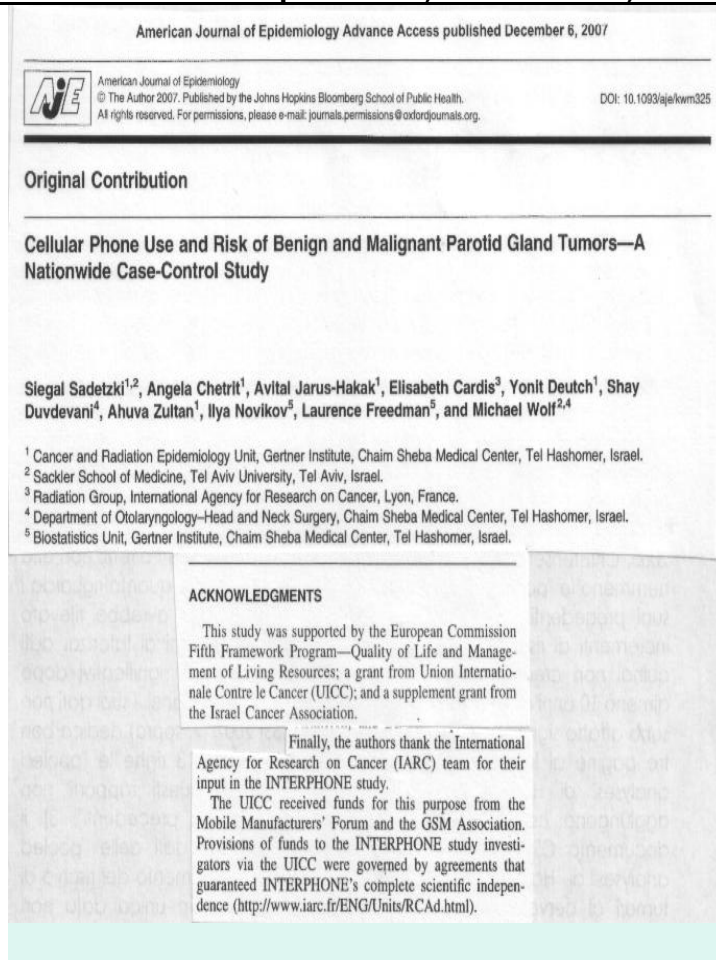 American Journal of Epidemiology Advance Access published December 6, 2007
AJE
American Journal of Epidemiology
© The Author 2007. Published by the Johns Hopkins Bloomberg School of Public Health.
All rights reserved. For permissions, please e-mail: journals.permissions@oxfordjournals.org.
DOI: 10.1093/aje/kwm325
Original Contribution
Cellular Phone Use and Risk of Benign and Malignant Parotid Gland Tumors—A
Nationwide Case-Control Study
Siegal Sadetzki1,2, Angela Chetrit1, Avital Jarus-Hakak1, Elisabeth Cardis3, Yonit Deutch1, Shay
Duvdevani4, Ahuva Zultan1, Ilya Novikov5, Laurence Freedman5, and Michael Wolf2,4
1 Cancer and Radiation Epidemiology Unit, Gertner Institute, Chaim Sheba Medical Center, Tel Hashomer, Israel.
2 Sackler School of Medicine, Tel Aviv University, Tel Aviv, Israel.
3 Radiation Group, International Agency for Research on Cancer, Lyon, France.
4 Department of Otolaryngology–Head and Neck Surgery, Chaim Sheba Medical Center, Tel Hashomer, Israel.
5 Biostatistics Unit, Gertner Institute, Chaim Sheba Medical Center, Tel Hashomer, Israel.
ACKNOWLEDGMENTS
This study was supported by the European Commission
Fifth Framework Program—Quality of Life and Manage-
ment of Living Resources; a grant from Union Internatio-
nale Contre le Cancer (UICC); and a supplement grant from
the Israel Cancer Association.
Finally, the authors thank the International
Agency for Research on Cancer (IARC) team for their
input in the INTERPHONE study.
The UICC received funds for this purpose from the
Mobile Manufacturers' Forum and the GSM Association.
Provisions of funds to the INTERPHONE study investi-
gators via the UICC were governed by agreements that
guaranteed INTERPHONE's complete scientific indepen-
dence (http://www.iarc.fr/ENG/Units/RCAd.html).